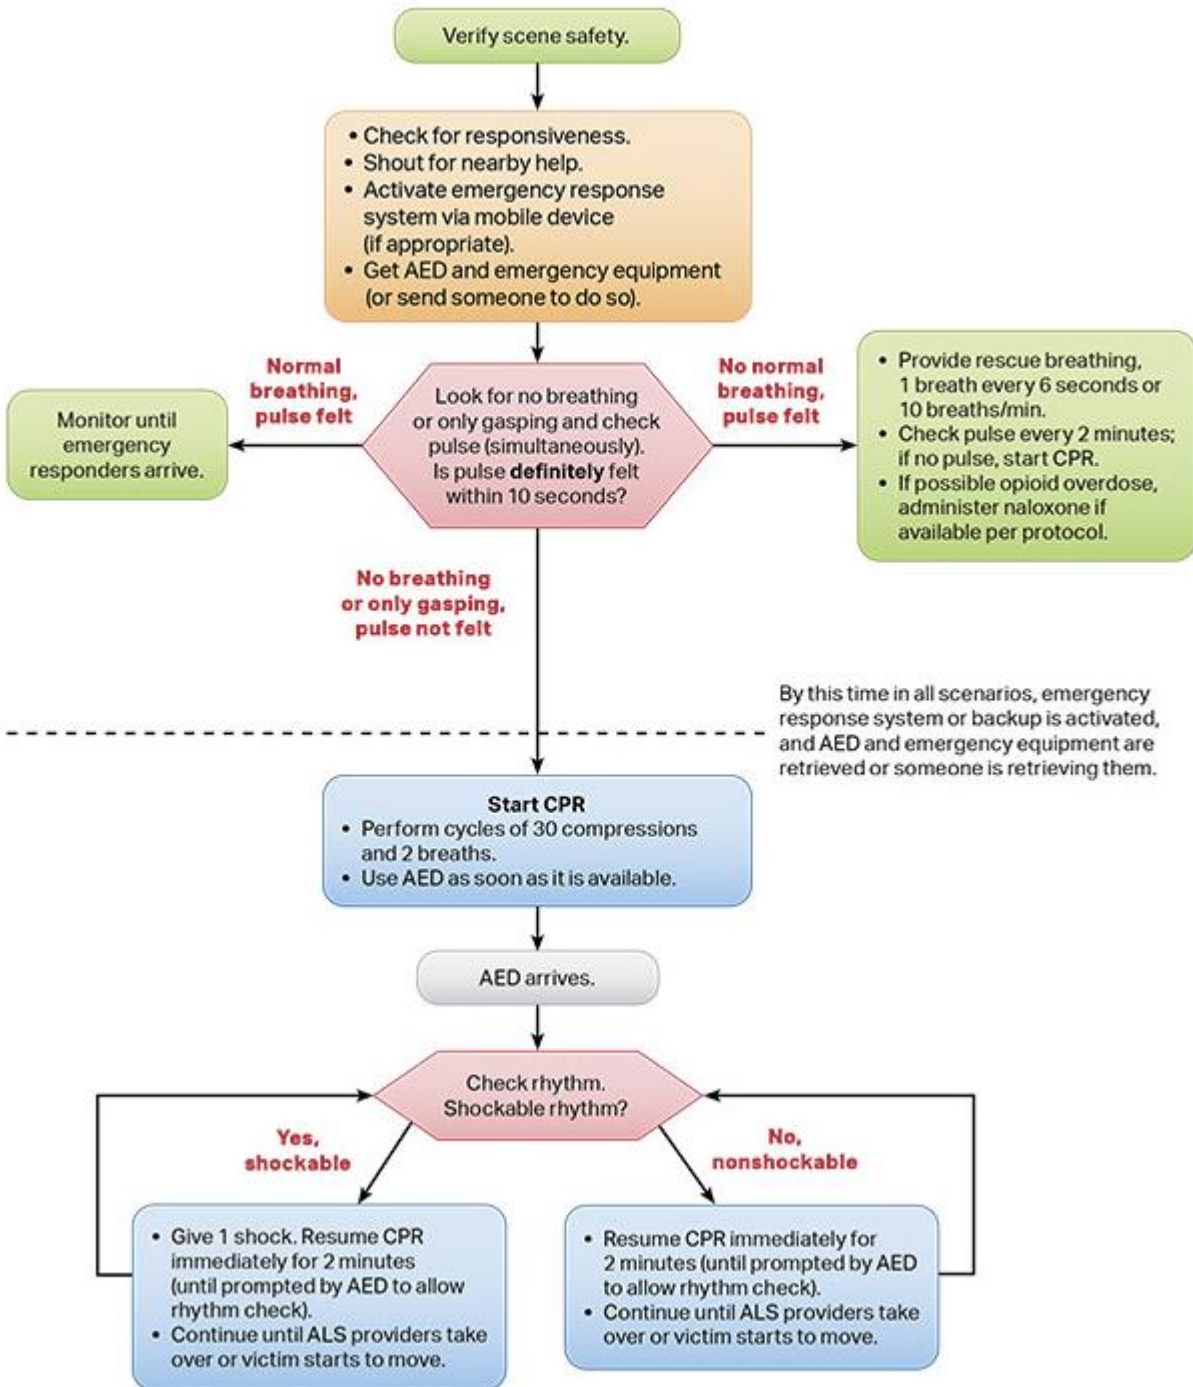 Verify scene safety.
• Check for responsiveness.
• Shout for nearby help.
• Activate emergency response
system via mobile device
(if appropriate).
• Get AED and emergency equipment
(or send someone to do so).
Normal
breathing,
pulse felt
Monitor until
emergency
responders arrive.
Look for no breathing
or only gasping and check
pulse (simultaneously).
Is pulse definitely felt
within 10 seconds?
No normal
breathing,
pulse felt
• Provide rescue breathing,
1 breath every 6 seconds or
10 breaths/min.
• Check pulse every 2 minutes;
if no pulse, start CPR.
• If possible opioid overdose,
administer naloxone if
available per protocol.
No breathing
or only gasping,
pulse not felt
By this time in all scenarios, emergency
response system or backup is activated,
and AED and emergency equipment are
retrieved or someone is retrieving them.
Start CPR
• Perform cycles of 30 compressions
and 2 breaths.
• Use AED as soon as it is available.
AED arrives.
Check rhythm.
Shockable rhythm?
Yes,
shockable
No,
nonshockable
• Give 1 shock. Resume CPR
immediately for 2 minutes
(until prompted by AED to allow
rhythm check).
• Continue until ALS providers take
over or victim starts to move.
• Resume CPR immediately for
2 minutes (until prompted by AED
to allow rhythm check).
• Continue until ALS providers take
over or victim starts to move.